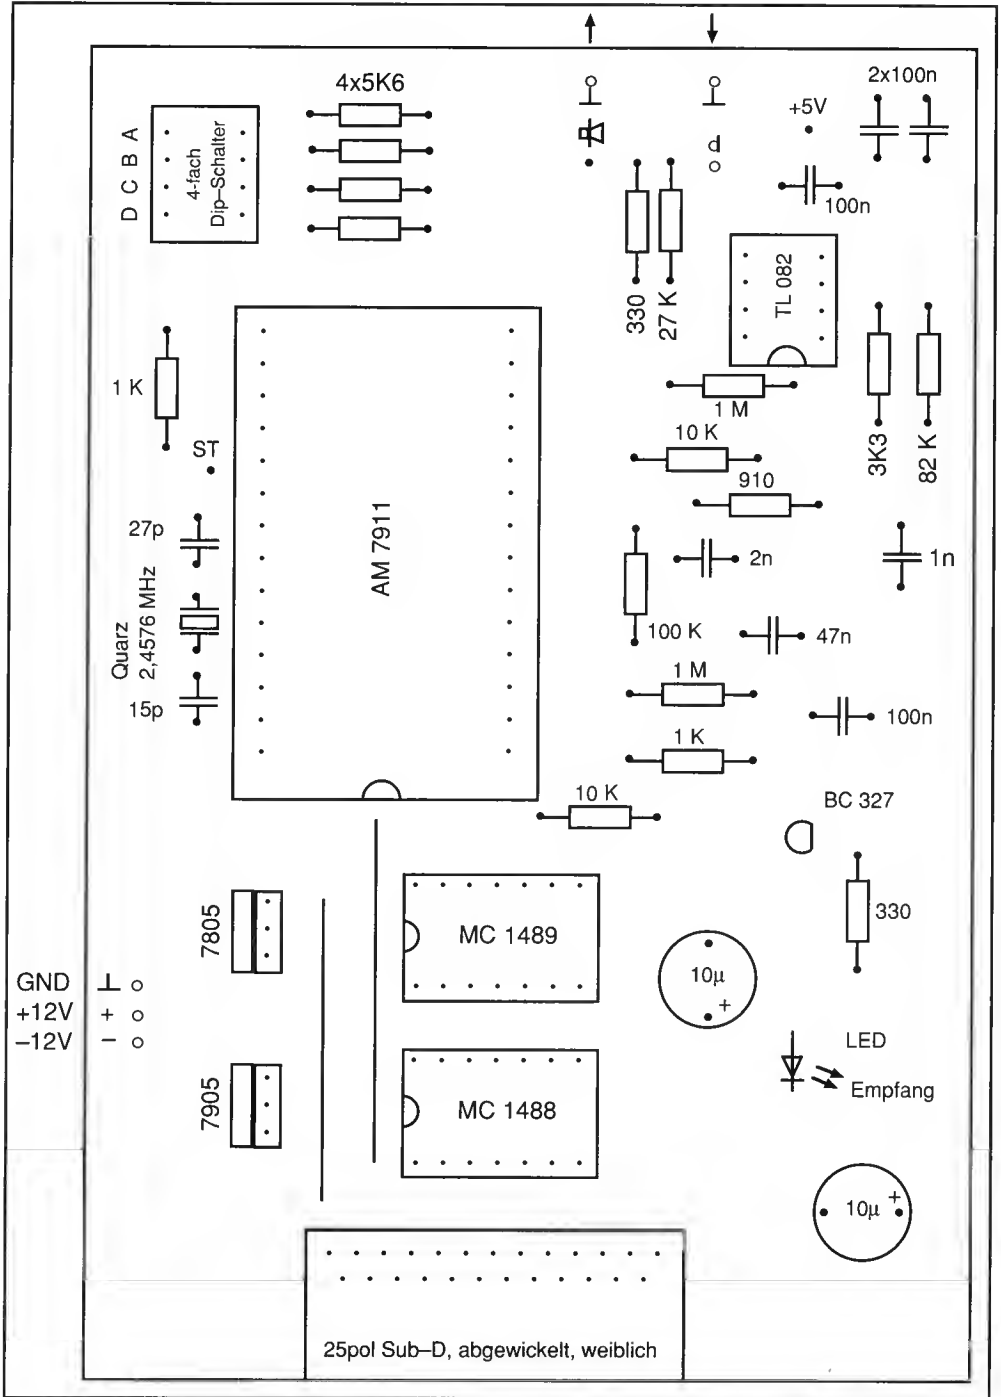 4x5K6
2x100n
+5V
D C B A
4-fach
Dip–Schalter
100n
330
27 K
TL 082
1 K
1 M
3K3
82 K
ST
10 K
910
27p
AM 7911
2n
1n
Quarz
2,4576 MHz
100 K
47n
15p
1 M
100n
1 K
10 K
BC 327
7805
MC 1489
330
10µ
+
GND
+12V +
–12V –
LED
Empfang
7905
MC 1488
10µ +
25pol Sub–D, abgewickelt, weiblich